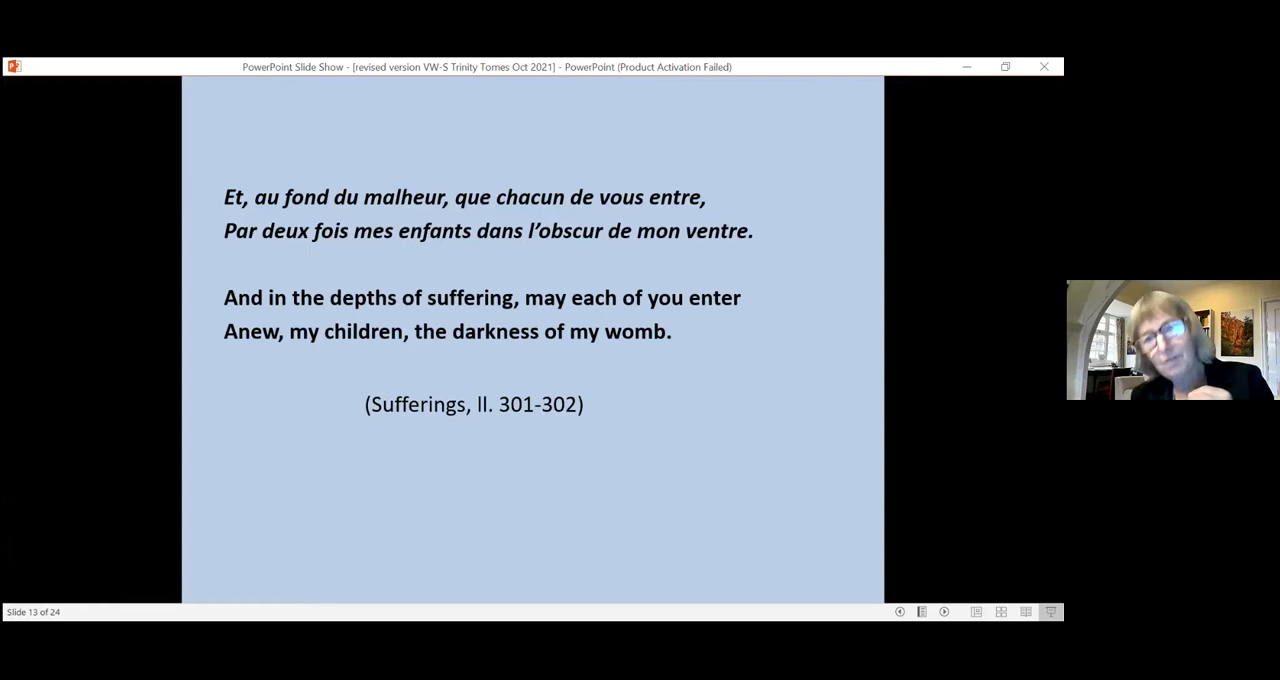 PowerPoint Slide Show - [revised version VW-S Trinity Tomes Oct 2021] - PowerPoint (Product Activation Failed)
Et, au fond du malheur, que chacun de vous entre,
Par deux fois mes enfants dans l’obscur de mon ventre.
And in the depths of suffering, may each of you enter
Anew, my children, the darkness of my womb.
(Sufferings, ll. 301-302)
Slide 13 of 24